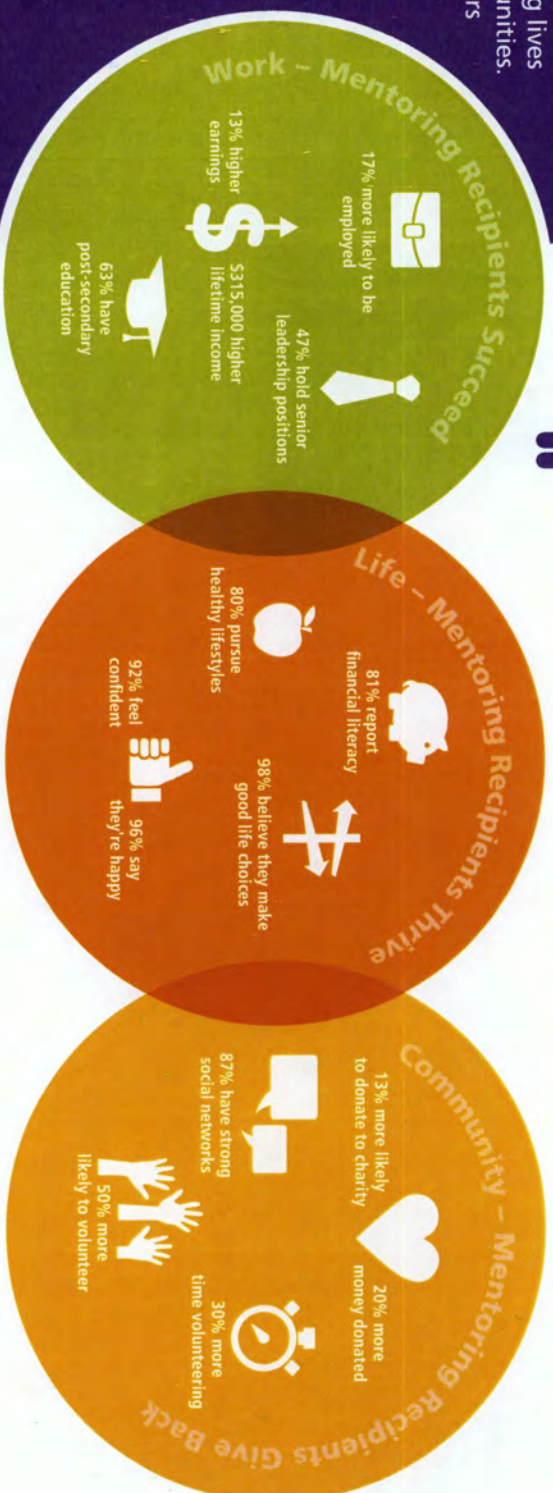 g lives
unities.
rs
Work – Mentoring Recipients Succeed
17% more likely to be
employed
47% hold senior
leadership positions
13% higher
earnings
$315,000 higher
lifetime income
63% have
post-secondary
education
Life – Mentoring Recipients Thrive
81% report
financial literacy
98% believe they make
good life choices
80% pursue
healthy lifestyles
92% feel
confident
96% say
they're happy
Community – Mentoring Recipients Give Back
13% more likely
to donate to charity
20% more
money donated
87% have strong
social networks
30% more
time volunteering
50% more
likely to volunteer